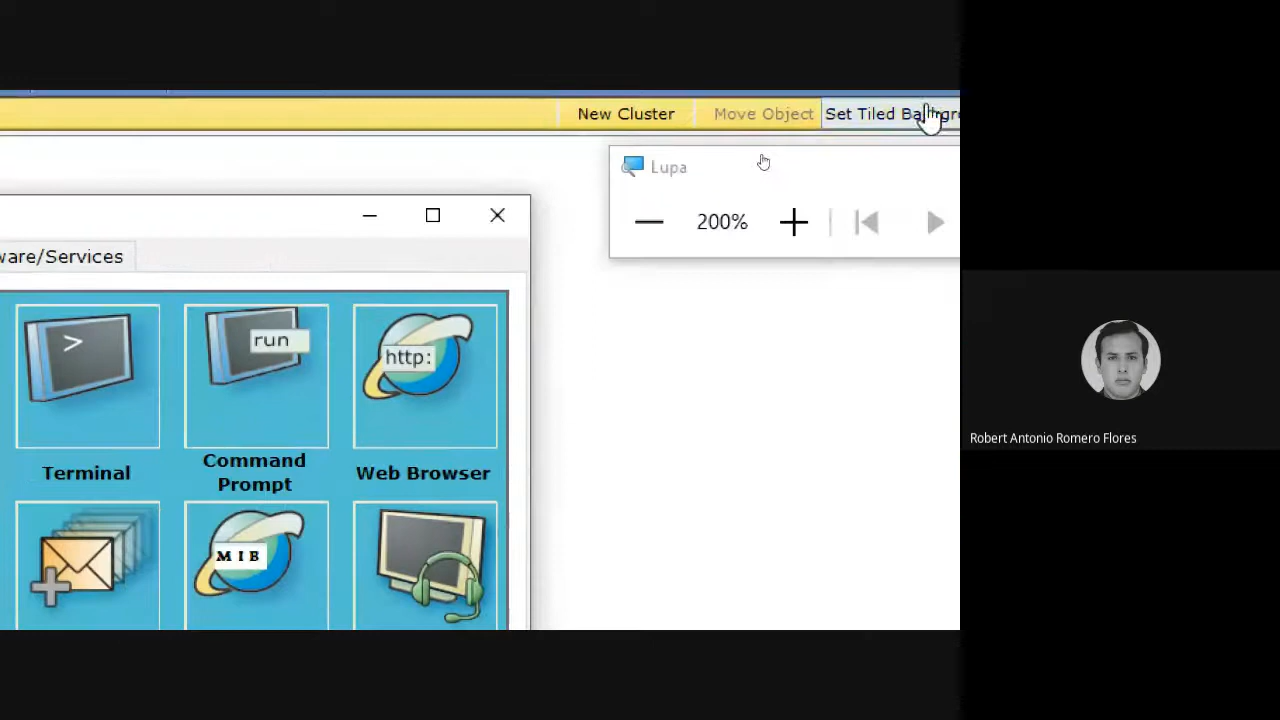 New Cluster
Move Object
Set Tiled Backgro
Lupa
200%
ware/Services
>
run
http:
Terminal
Command
Prompt
Web Browser
MIB
Robert Antonio Romero Flores